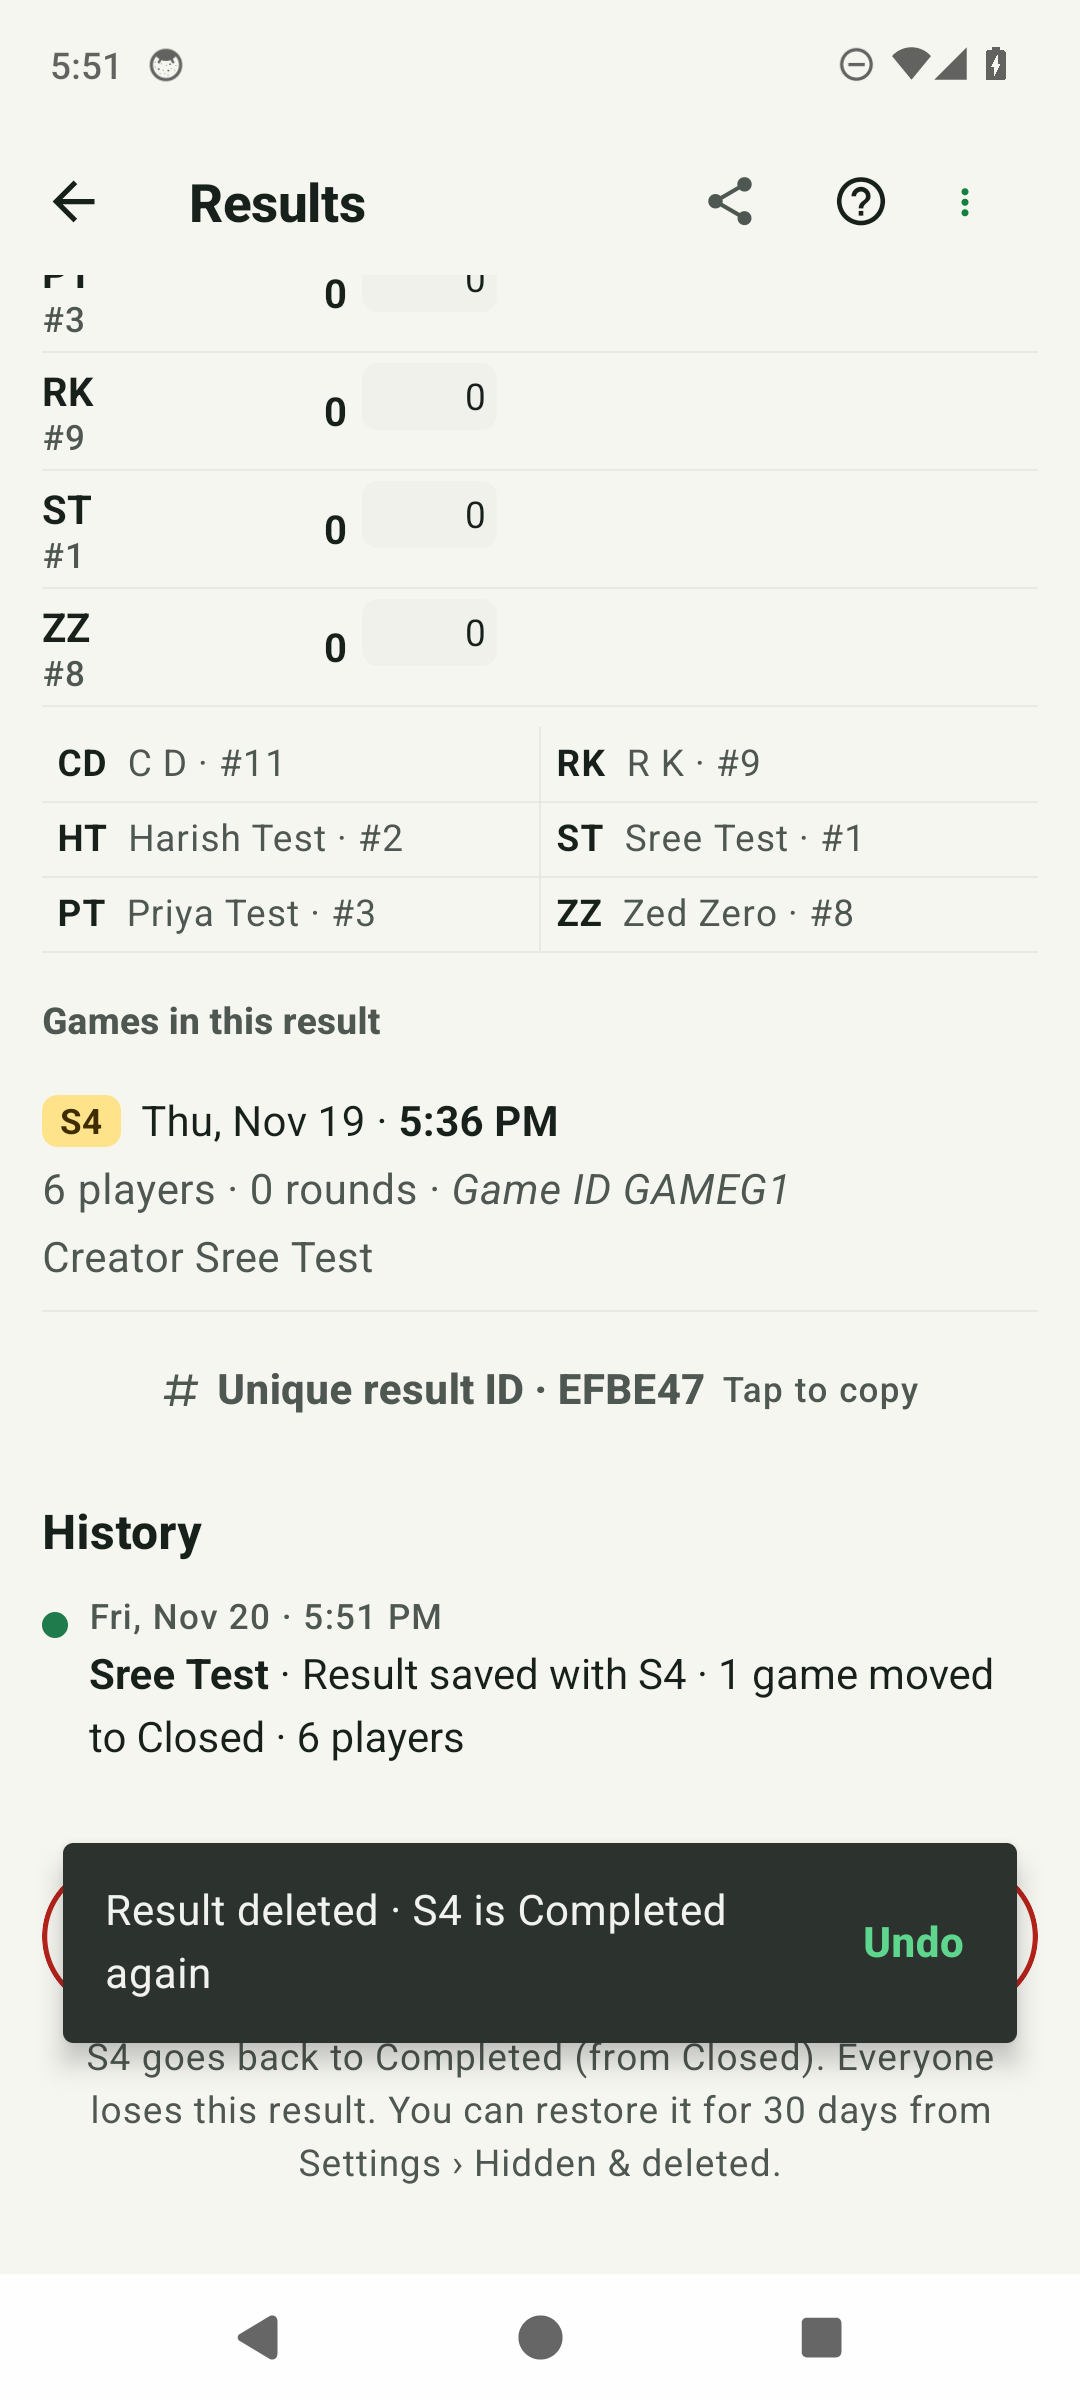 5:51
Results
PT
0 0
#3
RK
0 0
#9
ST
0 0
#1
ZZ
0 0
#8
CD C D · #11
RK R K · #9
HT Harish Test · #2
ST Sree Test · #1
PT Priya Test · #3
ZZ Zed Zero · #8
Games in this result
S4 Thu, Nov 19 · 5:36 PM
6 players · 0 rounds · Game ID GAMEG1
Creator Sree Test
# Unique result ID · EFBE47 Tap to copy
History
Fri, Nov 20 · 5:51 PM
Sree Test · Result saved with S4 · 1 game moved
to Closed · 6 players
Result deleted · S4 is Completed
again
Undo
S4 goes back to Completed (from Closed). Everyone
loses this result. You can restore it for 30 days from
Settings › Hidden & deleted.